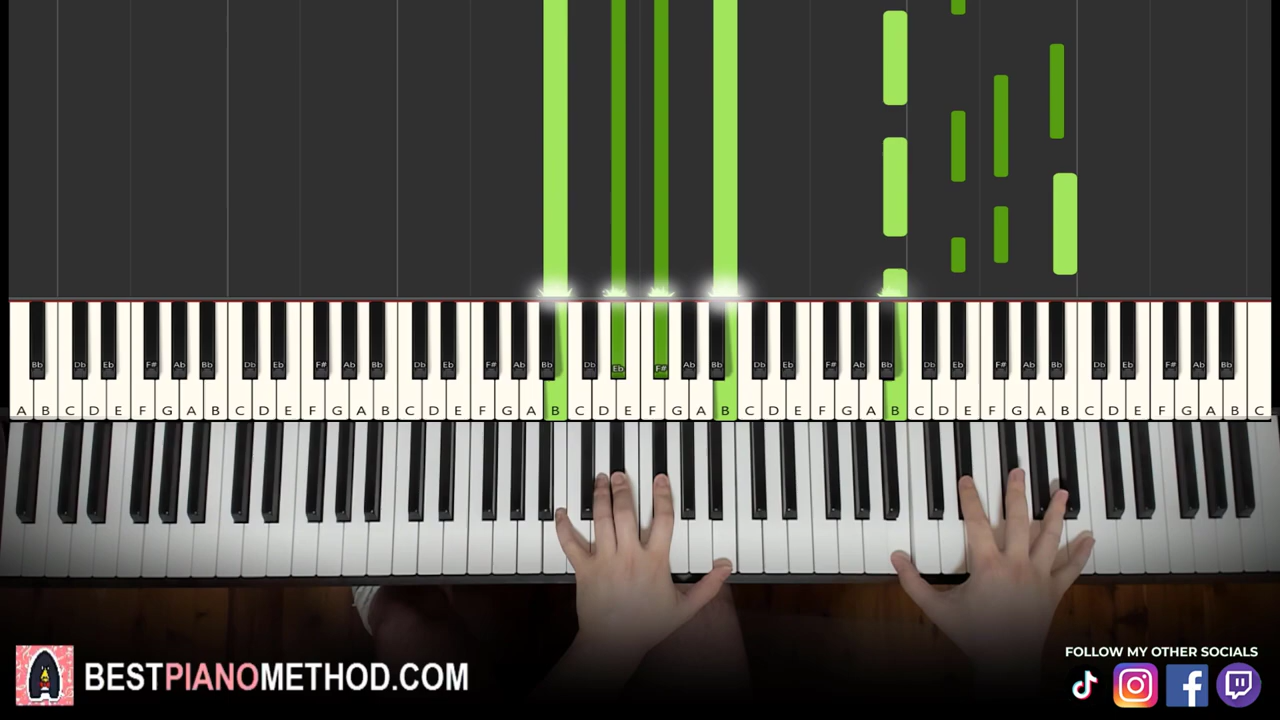 Bb Db Eb F# Ab Bb Db Eb F# Ab Bb Db Eb F# Ab Bb Db Eb F# Ab Bb Db Eb F# Ab Bb Db Eb F# Ab Bb Db Eb F# Ab Bb
A B C D E F G A B C D E F G A B C D E F G A B C D E F G A B C D E F G A B C D E F G A B C D E F G A B C
FOLLOW MY OTHER SOCIALS
BESTPIANOMETHOD.COM